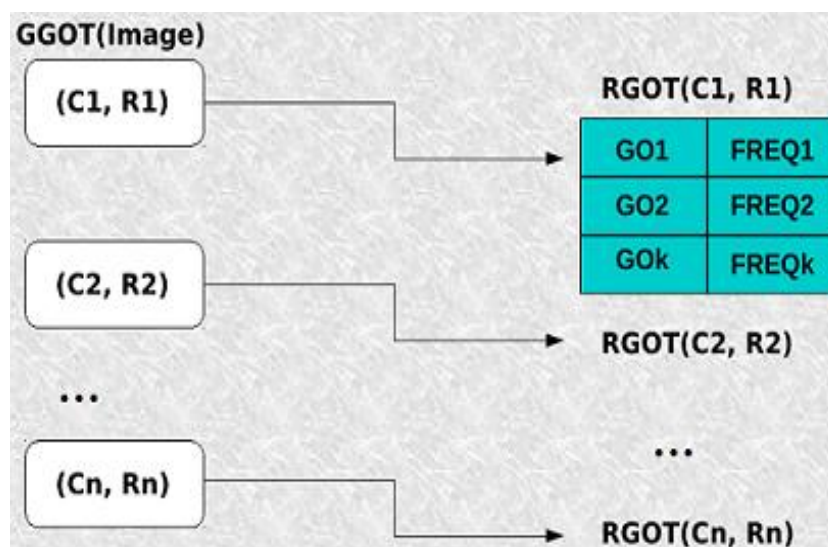 GGOT(Image)
(C1, R1)
RGOT(C1, R1)
GO1 FREQ1
GO2 FREQ2
GOk FREQk
(C2, R2)
RGOT(C2, R2)
...
...
(Cn, Rn)
RGOT(Cn, Rn)